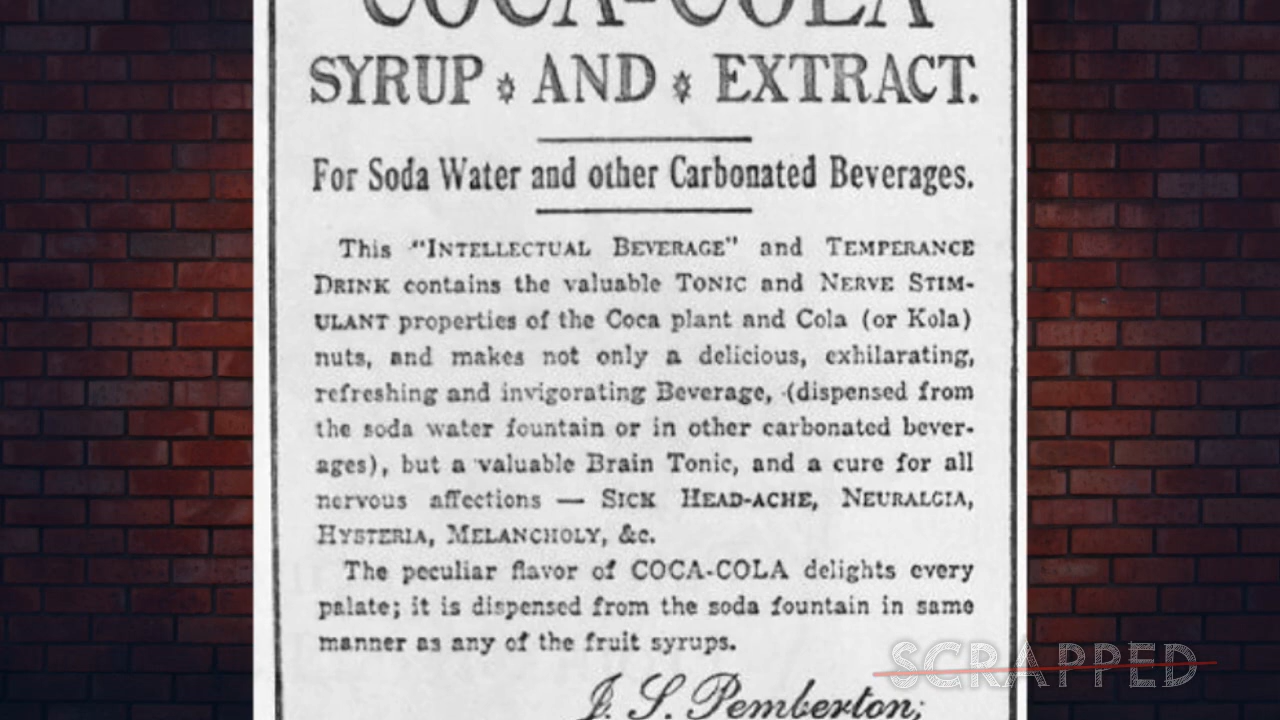 COCA-COLA
SYRUP * AND * EXTRACT.
For Soda Water and other Carbonated Beverages.
This "INTELLECTUAL BEVERAGE" and TEMPERANCE
DRINK contains the valuable TONIC and NERVE STIM-
ULANT properties of the Coca plant and Cola (or Kola)
nuts, and makes not only a delicious, exhilarating,
refreshing and invigorating Beverage, (dispensed from
the soda water fountain or in other carbonated bever-
ages), but a valuable Brain Tonic, and a cure for all
nervous affections — SICK HEAD-ACHE, NEURALGIA,
HYSTERIA, MELANCHOLY, &c.
The peculiar flavor of COCA-COLA delights every
palate; it is dispensed from the soda fountain in same
manner as any of the fruit syrups.
J. S. Pemberton;
SCRAPPED